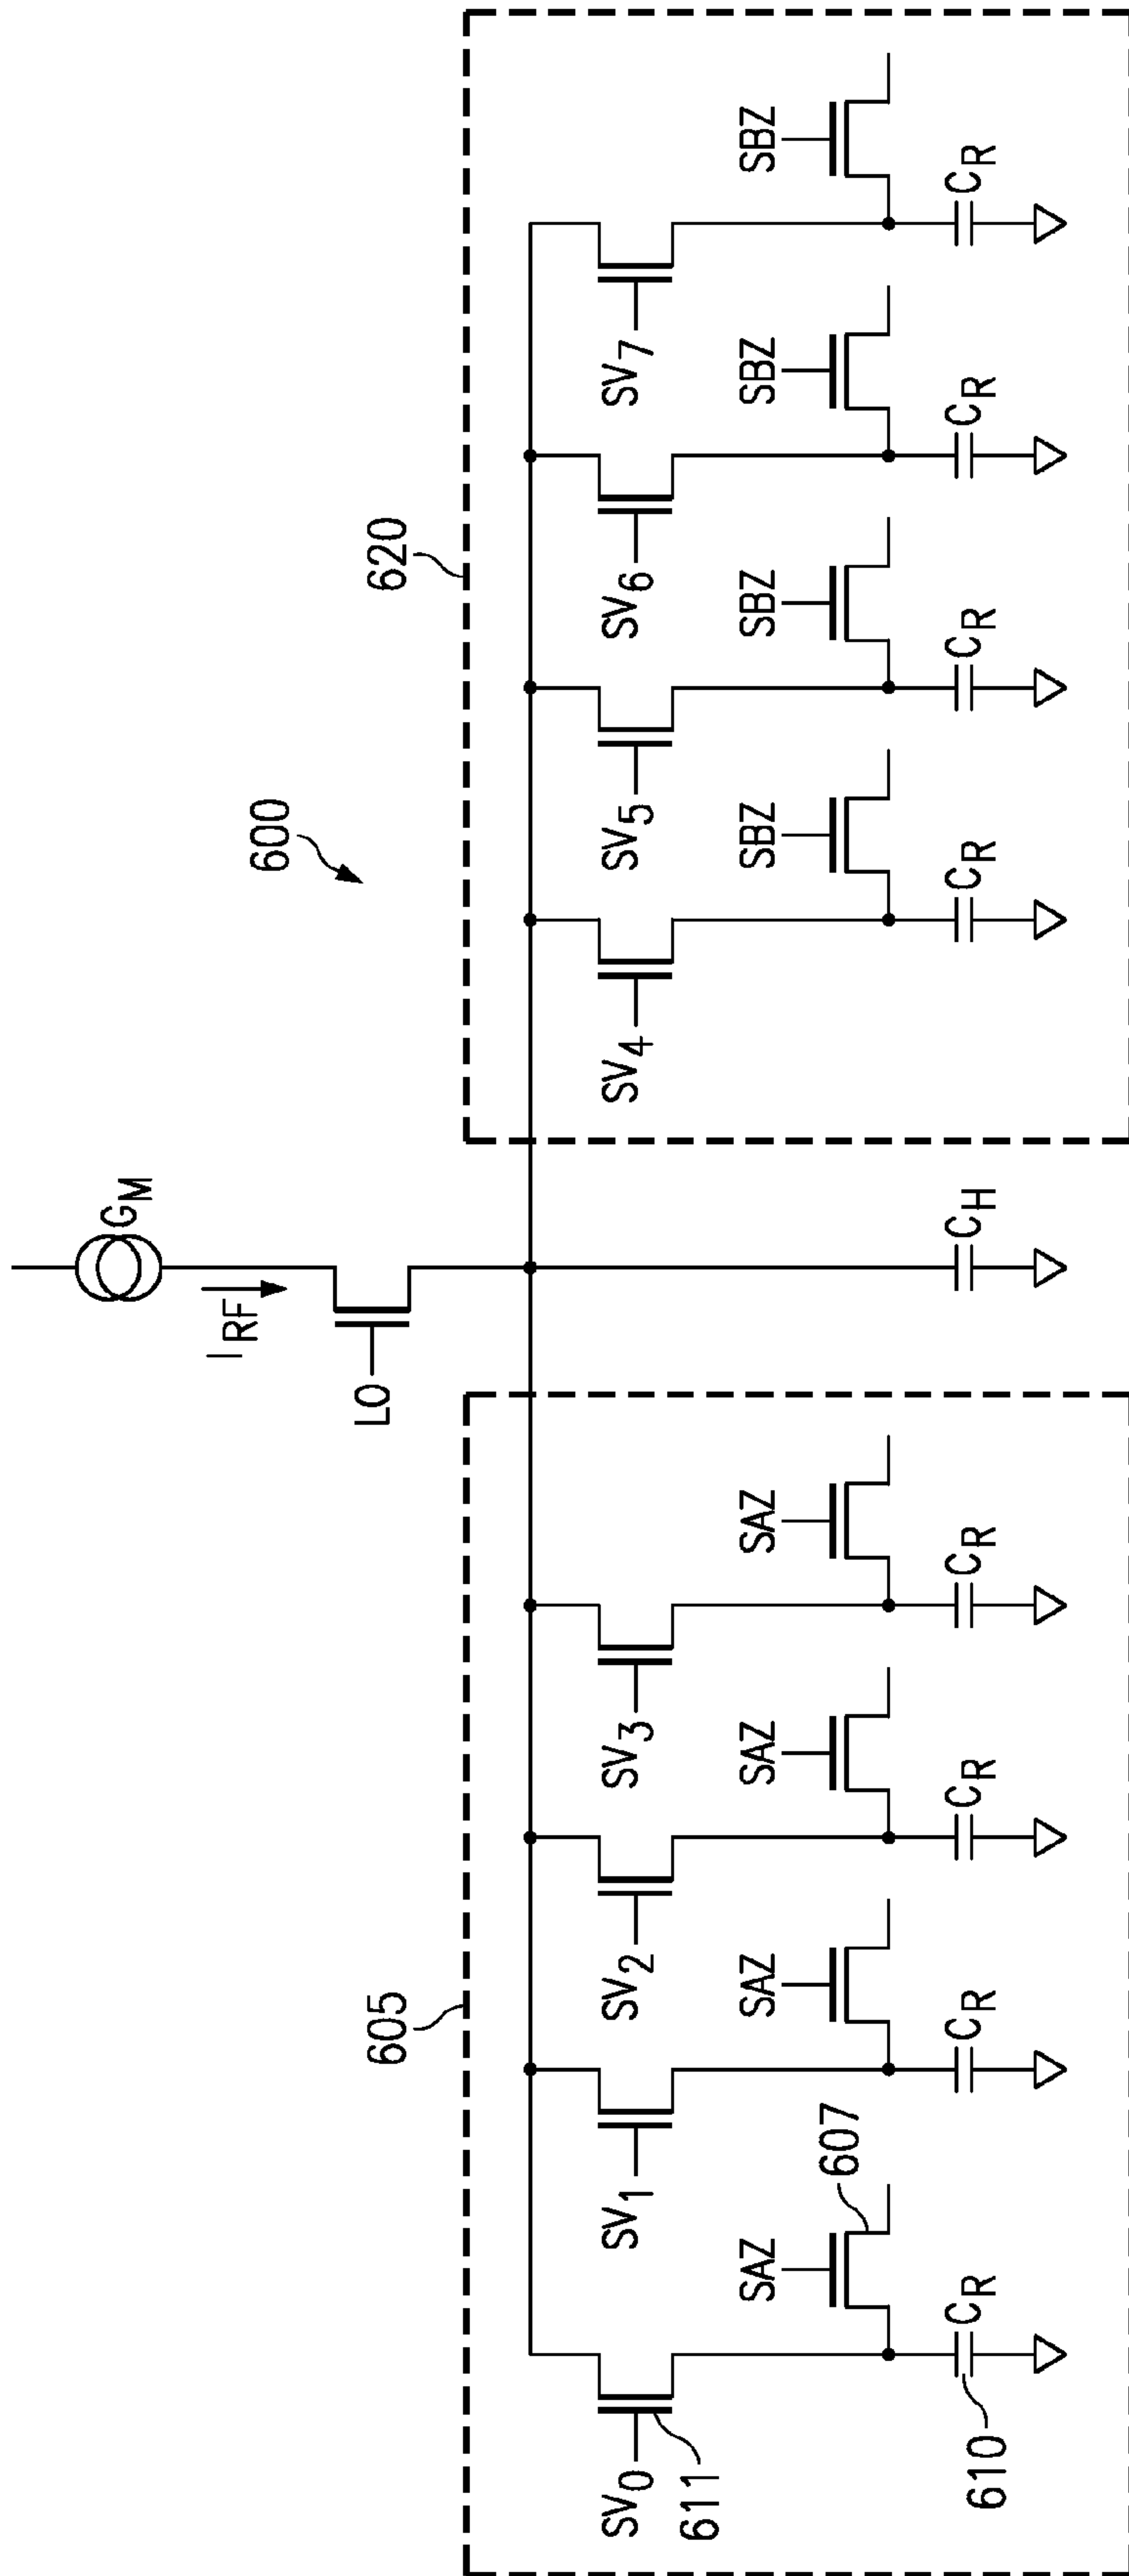 600
G_M
I_RF
LO
605
620
SV_0
SV_1
SV_2
SV_3
SV_4
SV_5
SV_6
SV_7
611
SAZ
SAZ
SAZ
SAZ
SBZ
SBZ
SBZ
SBZ
607
C_R
C_R
C_R
C_R
C_H
C_R
C_R
C_R
C_R
610